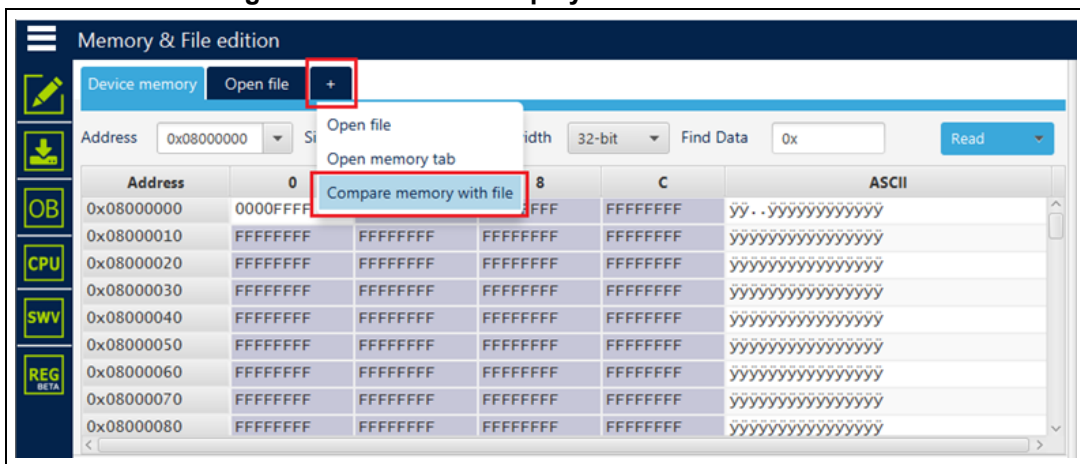 Memory & File edition
Device memory Open file +
Address 0x08000000 32-bit Find Data 0x Read
Open file
Open memory tab
Compare memory with file
Address 0 8 C ASCII
OB
CPU
SWV
REG
BETA
0x08000000 0000FFFF FFFFFFFF ÿÿ..ÿÿÿÿÿÿÿÿÿÿÿÿ
0x08000010 FFFFFFFF FFFFFFFF FFFFFFFF FFFFFFFF ÿÿÿÿÿÿÿÿÿÿÿÿÿÿÿÿ
0x08000020 FFFFFFFF FFFFFFFF FFFFFFFF FFFFFFFF ÿÿÿÿÿÿÿÿÿÿÿÿÿÿÿÿ
0x08000030 FFFFFFFF FFFFFFFF FFFFFFFF FFFFFFFF ÿÿÿÿÿÿÿÿÿÿÿÿÿÿÿÿ
0x08000040 FFFFFFFF FFFFFFFF FFFFFFFF FFFFFFFF ÿÿÿÿÿÿÿÿÿÿÿÿÿÿÿÿ
0x08000050 FFFFFFFF FFFFFFFF FFFFFFFF FFFFFFFF ÿÿÿÿÿÿÿÿÿÿÿÿÿÿÿÿ
0x08000060 FFFFFFFF FFFFFFFF FFFFFFFF FFFFFFFF ÿÿÿÿÿÿÿÿÿÿÿÿÿÿÿÿ
0x08000070 FFFFFFFF FFFFFFFF FFFFFFFF FFFFFFFF ÿÿÿÿÿÿÿÿÿÿÿÿÿÿÿÿ
0x08000080 FFFFFFFF FFFFFFFF FFFFFFFF FFFFFFFF ÿÿÿÿÿÿÿÿÿÿÿÿÿÿÿÿ